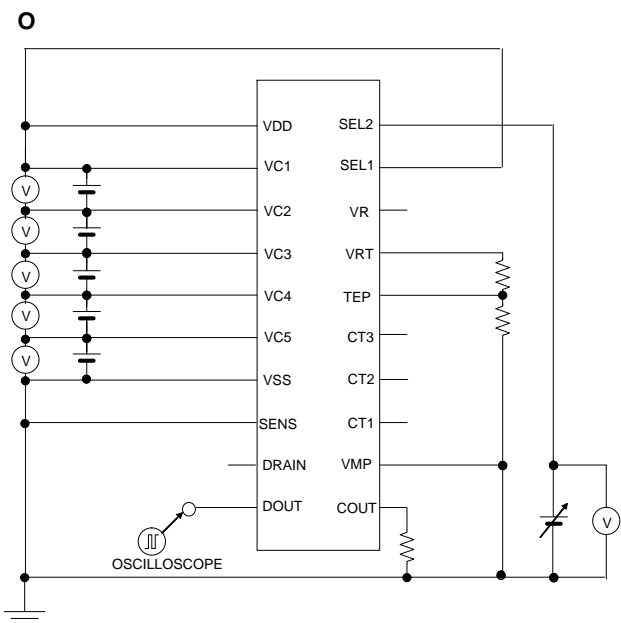 O
VDD
VC1
VC2
VC3
VC4
VC5
VSS
SENS
DRAIN
DOUT
SEL2
SEL1
VR
VRT
TEP
CT3
CT2
CT1
VMP
COUT
V
V
V
V
V
V
OSCILLOSCOPE